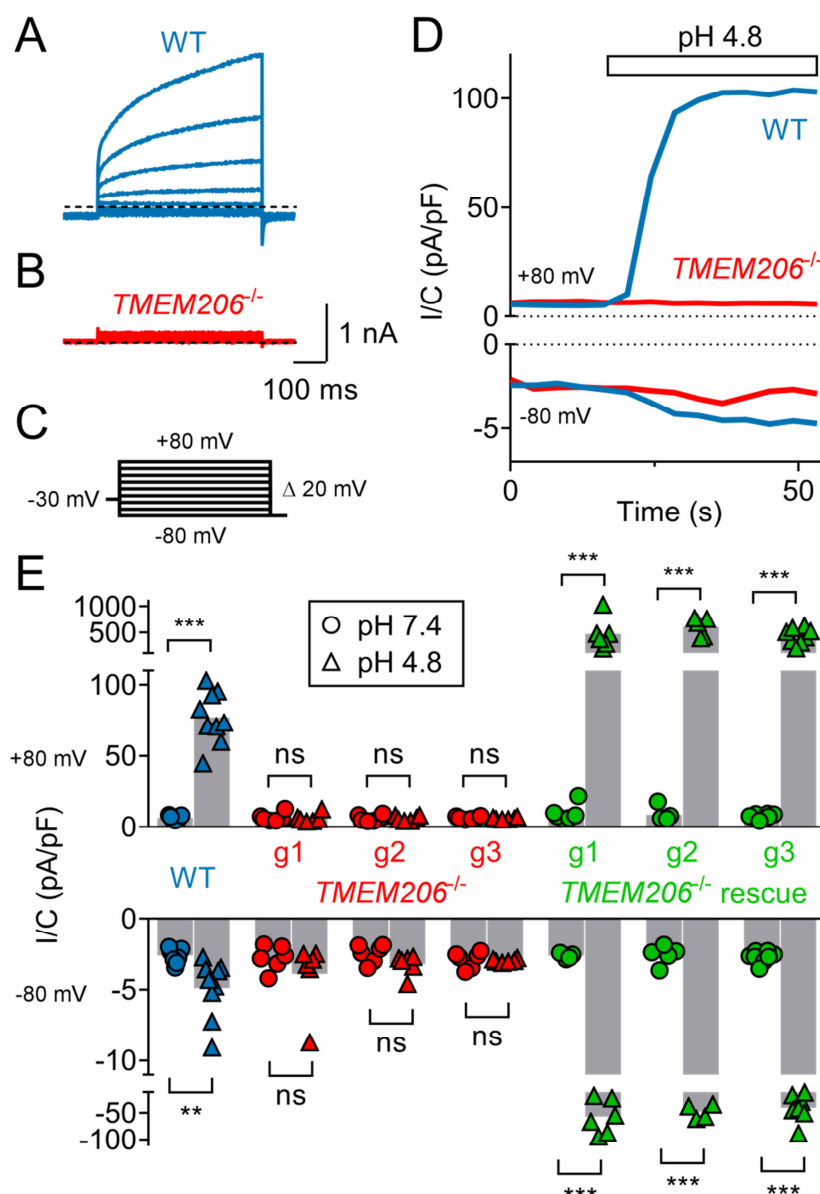 A
WT
B
TMEM206-/-
1 nA
100 ms
C
+80 mV
-30 mV
Δ 20 mV
-80 mV
D
pH 4.8
I/C (pA/pF)
100
50
0
0
-5
WT
TMEM206-/-
+80 mV
-80 mV
0
50
Time (s)
E
+80 mV
I/C (pA/pF)
1000
500
100
50
0
***
ns
ns
ns
***
***
***
pH 7.4
pH 4.8
g1
g2
g3
g1
g2
g3
WT
TMEM206-/-
TMEM206-/- rescue
-80 mV
0
-5
-10
-50
-100
**
ns
ns
ns
***
***
***